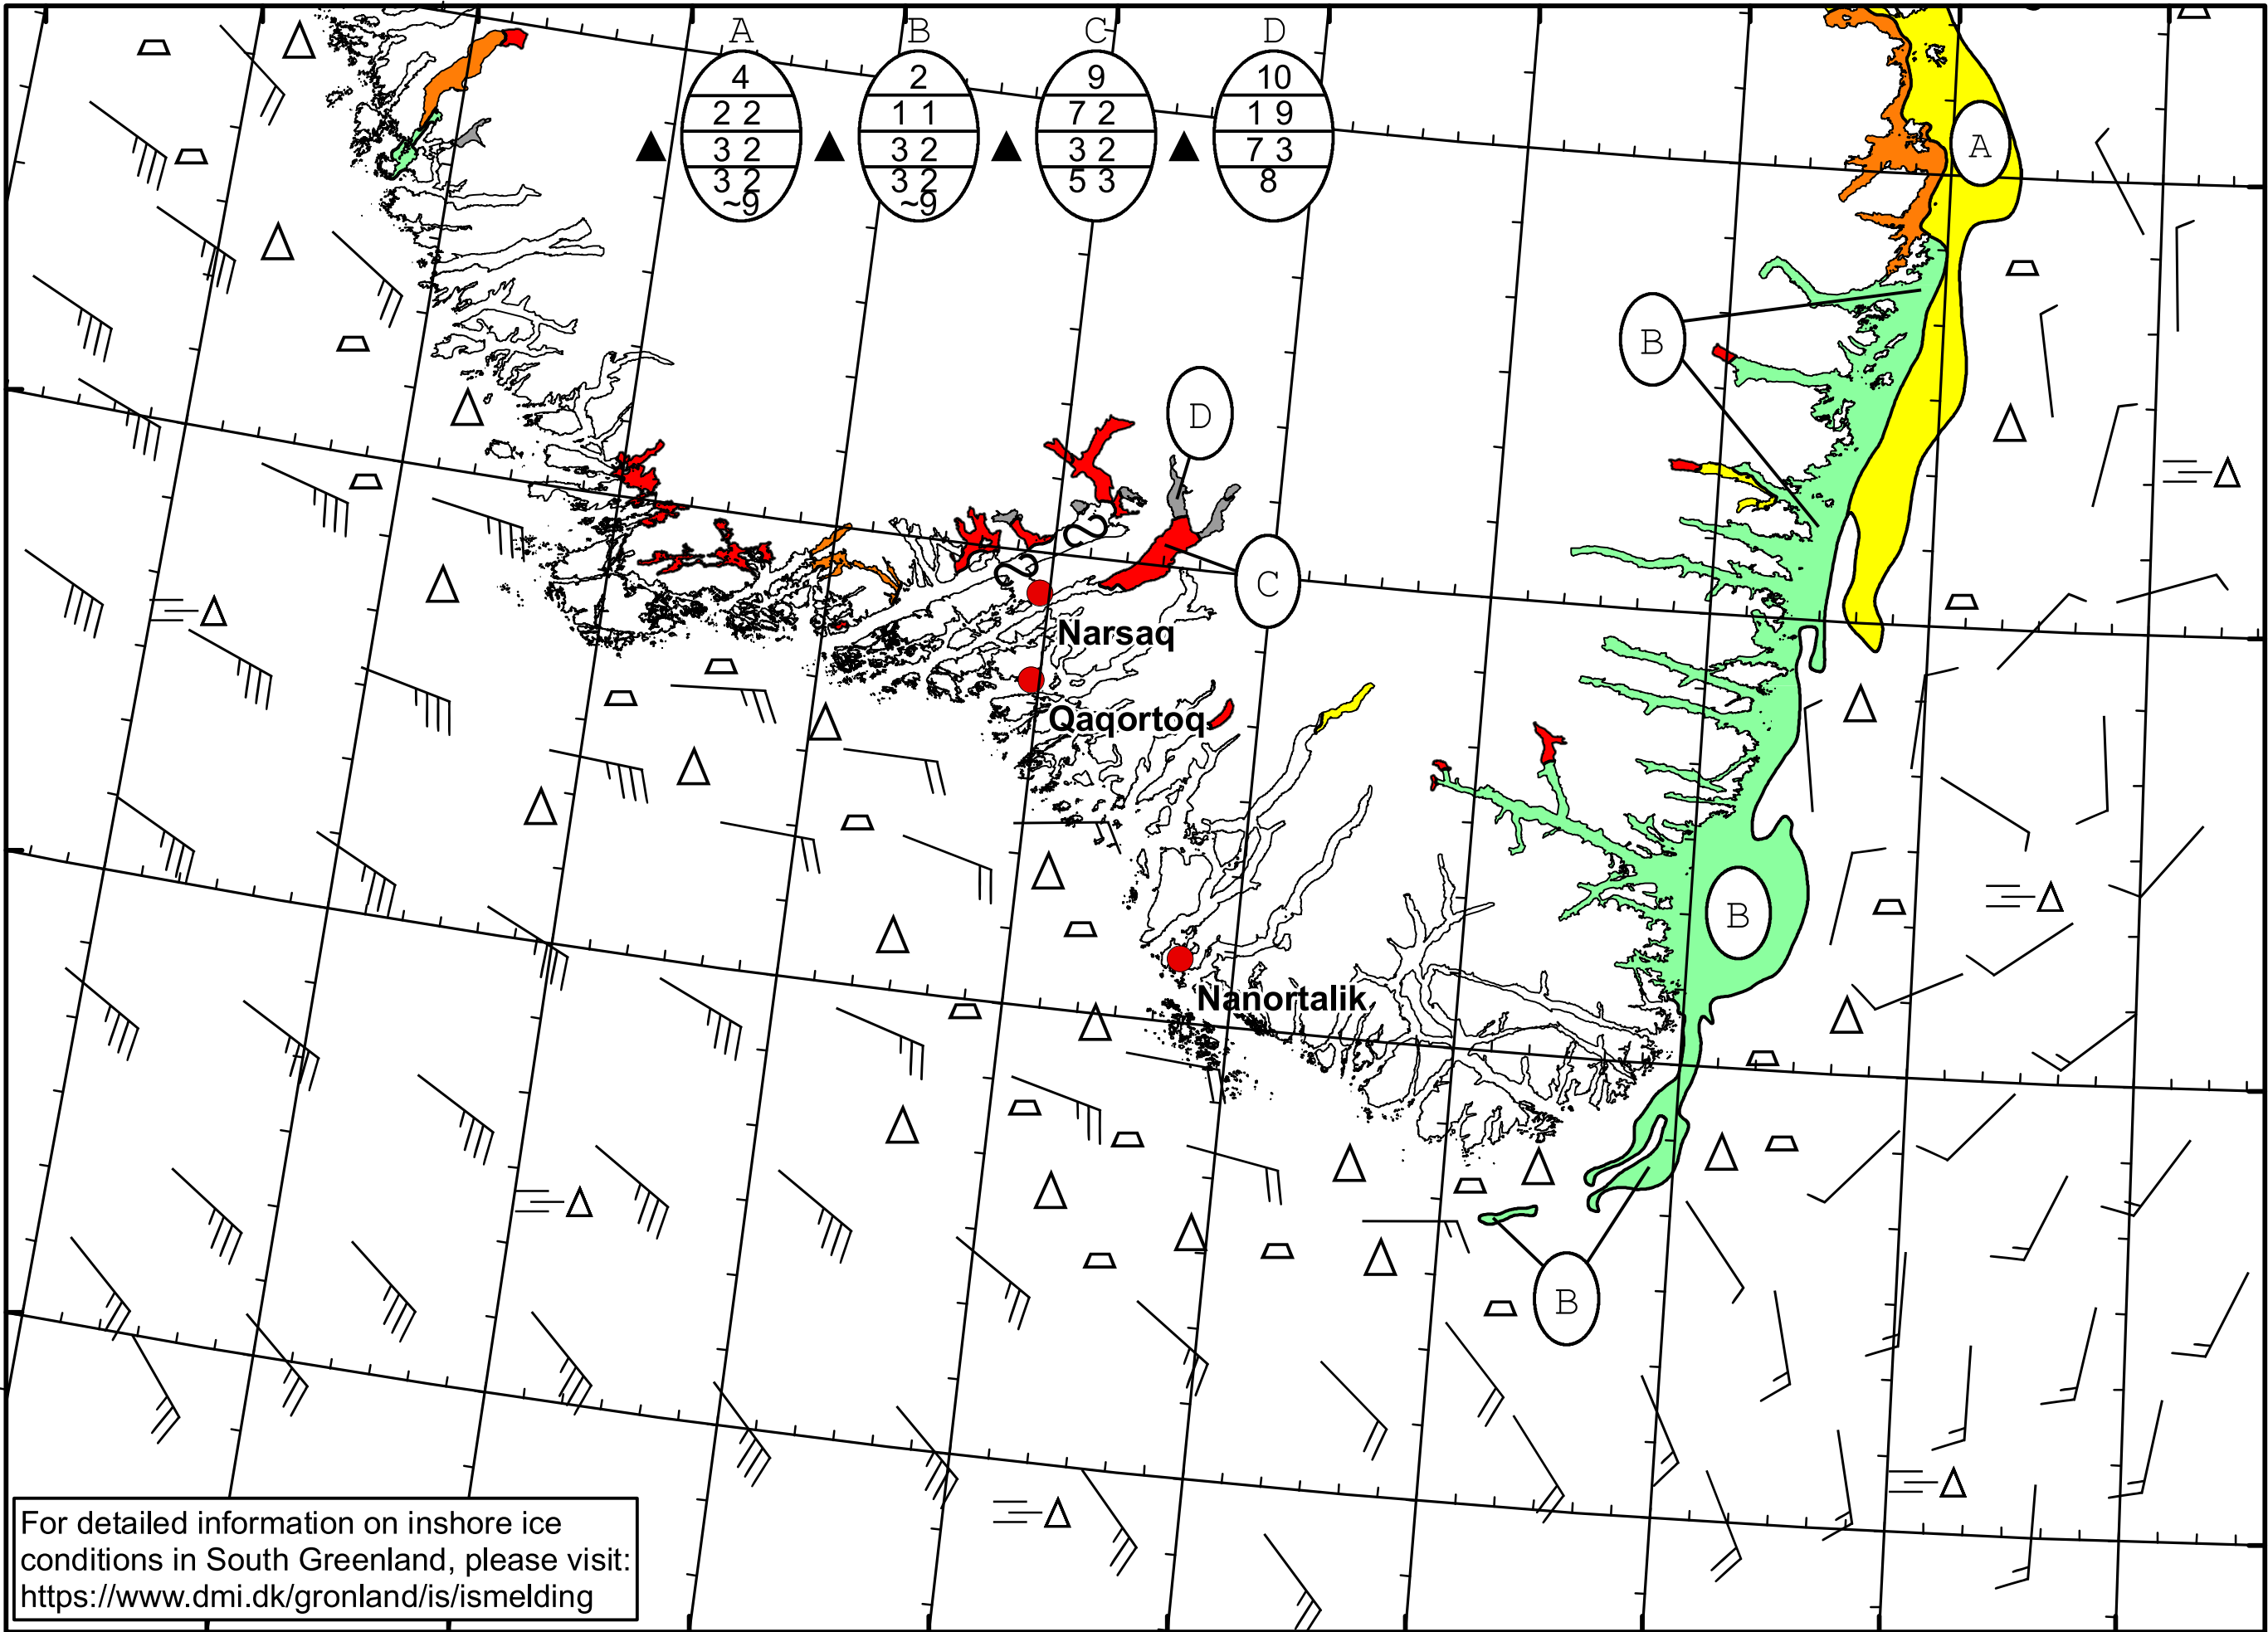 A B C D
4 2 9 10
2 2 1 1 7 2 1 9
3 2 3 2 3 2 7 3
3 2 3 2 5 3 8
~9 ~9
A
B
D
C
Narsaq
Qaqortoq
B
Nanortalik
B
For detailed information on inshore ice
conditions in South Greenland, please visit:
https://www.dmi.dk/gronland/is/ismelding